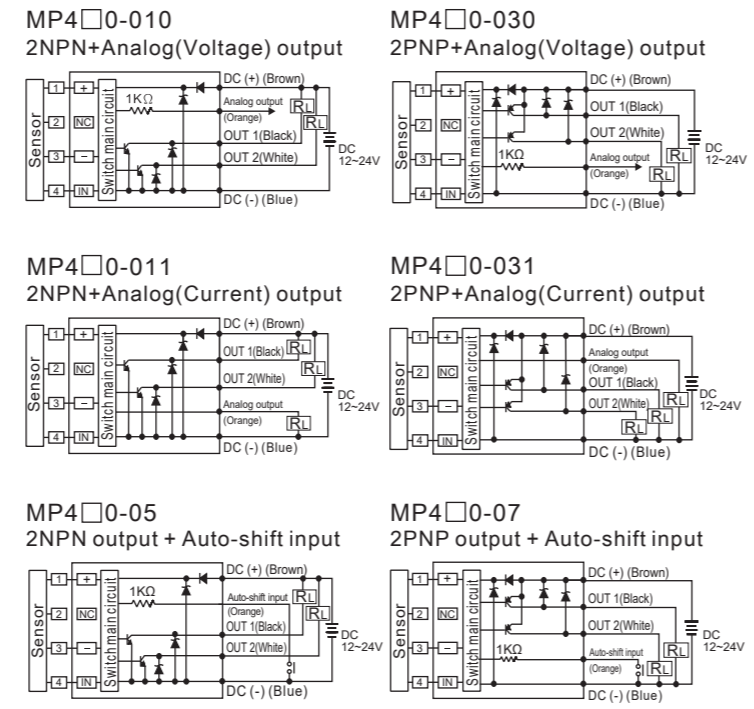 MP4□0-010
2NPN+Analog(Voltage) output
Sensor
1
2
3
4
+
NC
−
IN
Switch main circuit
1KΩ
DC (+) (Brown)
Analog output
(Orange)
OUT 1(Black)
OUT 2(White)
DC (-) (Blue)
RL
RL
DC
12~24V
MP4□0-030
2PNP+Analog(Voltage) output
Sensor
1
2
3
4
+
NC
−
IN
Switch main circuit
DC (+) (Brown)
OUT 1(Black)
OUT 2(White)
1KΩ
Analog output
(Orange)
DC (-) (Blue)
RL
RL
DC
12~24V
MP4□0-011
2NPN+Analog(Current) output
Sensor
1
2
3
4
+
NC
−
IN
Switch main circuit
DC (+) (Brown)
OUT 1(Black)
OUT 2(White)
Analog output
(Orange)
DC (-) (Blue)
RL
RL
RL
DC
12~24V
MP4□0-031
2PNP+Analog(Current) output
Sensor
1
2
3
4
+
NC
−
IN
Switch main circuit
DC (+) (Brown)
Analog output
(Orange)
OUT 1(Black)
OUT 2(White)
DC (-) (Blue)
RL
RL
RL
DC
12~24V
MP4□0-05
2NPN output + Auto-shift input
Sensor
1
2
3
4
+
NC
−
IN
Switch main circuit
1KΩ
DC (+) (Brown)
Auto-shift input
(Orange)
OUT 1(Black)
OUT 2(White)
DC (-) (Blue)
RL
RL
DC
12~24V
MP4□0-07
2PNP output + Auto-shift input
Sensor
1
2
3
4
+
NC
−
IN
Switch main circuit
DC (+) (Brown)
OUT 1(Black)
OUT 2(White)
1KΩ
Auto-shift input
(Orange)
DC (-) (Blue)
RL
RL
DC
12~24V